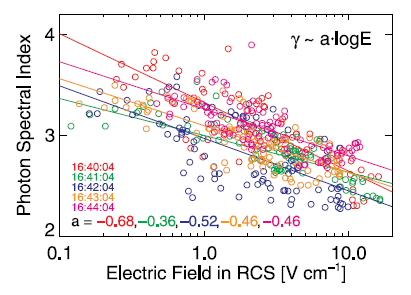 γ ~ a·logE
Photon Spectral Index
4
3
2
16:40:04
16:41:04
16:42:04
16:43:04
16:44:04
a = −0.68,−0.36,−0.52,−0.46,−0.46
0.1 1.0 10.0
Electric Field in RCS [V cm⁻¹]